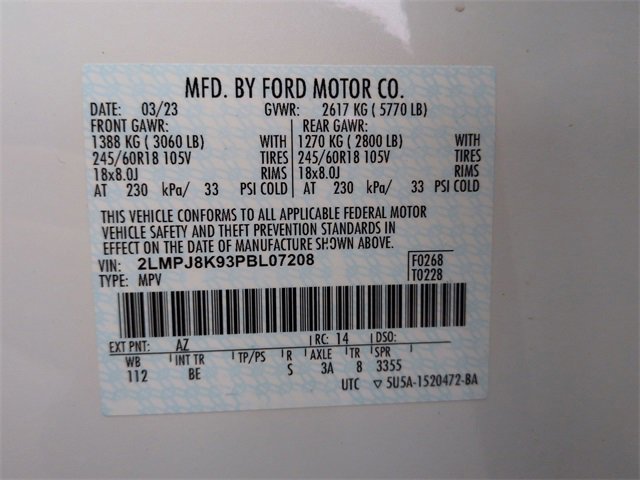 MFD. BY FORD MOTOR CO.
DATE: 03/23 GVWR: 2617 KG ( 5770 LB)
FRONT GAWR: REAR GAWR:
1388 KG ( 3060 LB) WITH 1270 KG ( 2800 LB) WITH
245/60R18 105V TIRES 245/60R18 105V TIRES
18x8.0J RIMS 18x8.0J RIMS
AT 230 kPa/ 33 PSI COLD AT 230 kPa/ 33 PSI COLD
THIS VEHICLE CONFORMS TO ALL APPLICABLE FEDERAL MOTOR
VEHICLE SAFETY AND THEFT PREVENTION STANDARDS IN
EFFECT ON THE DATE OF MANUFACTURE SHOWN ABOVE.
VIN: 2LMPJ8K93PBL07208 F0268
TYPE: MPV T0228
EXT PNT: AZ RC: 14 DSO:
WB INT TR TP/PS R AXLE TR SPR
112 BE S 3A 8 3355
UTC ▽ 5U5A-1520472-BA